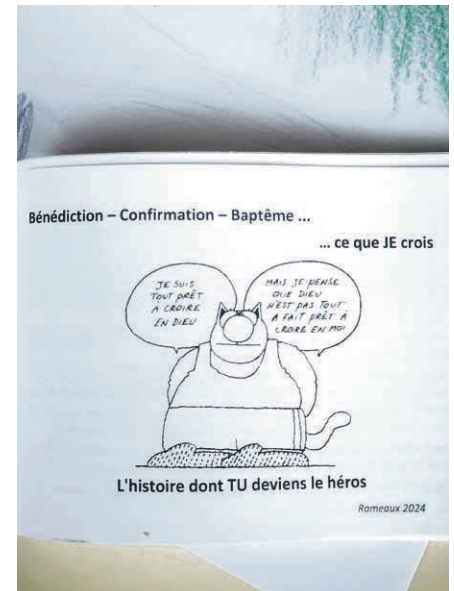 Bénédiction – Confirmation – Baptême ...
... ce que JE crois
JE SUIS
TOUT PRÊT
À CROIRE
EN DIEU
MAIS JE PENSE
QUE DIEU
N'EST PAS TOUT
A FAIT PRÊT À
CROIRE EN MOI
L'histoire dont TU deviens le héros
Rameaux 2024